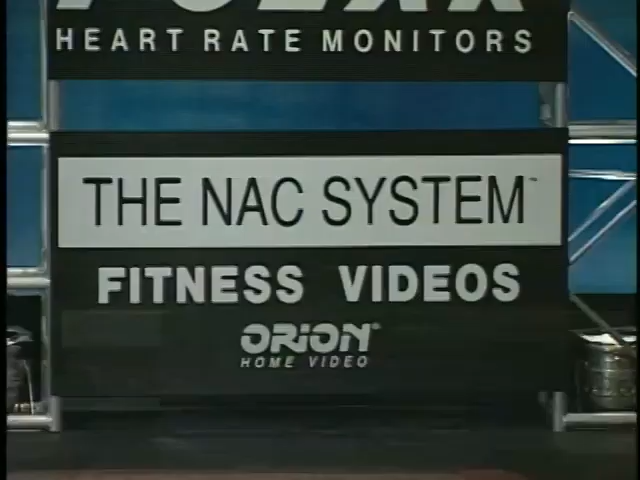 HEART RATE MONITORS
THE NAC SYSTEM™
FITNESS VIDEOS
ORION®
HOME VIDEO